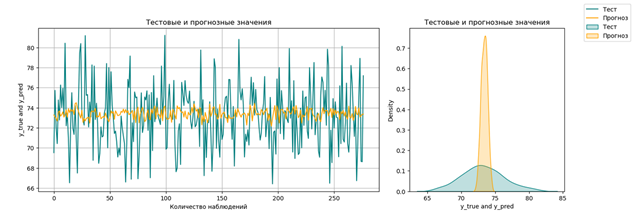 Тестовые и прогнозные значения
y_true and y_pred
80
78
76
74
72
70
68
66
0
50
100
150
200
250
Количество наблюдений
Тестовые и прогнозные значения
Density
0.7
0.6
0.5
0.4
0.3
0.2
0.1
0.0
65
70
75
80
85
y_true and y_pred
Тест
Прогноз
Тест
Прогноз